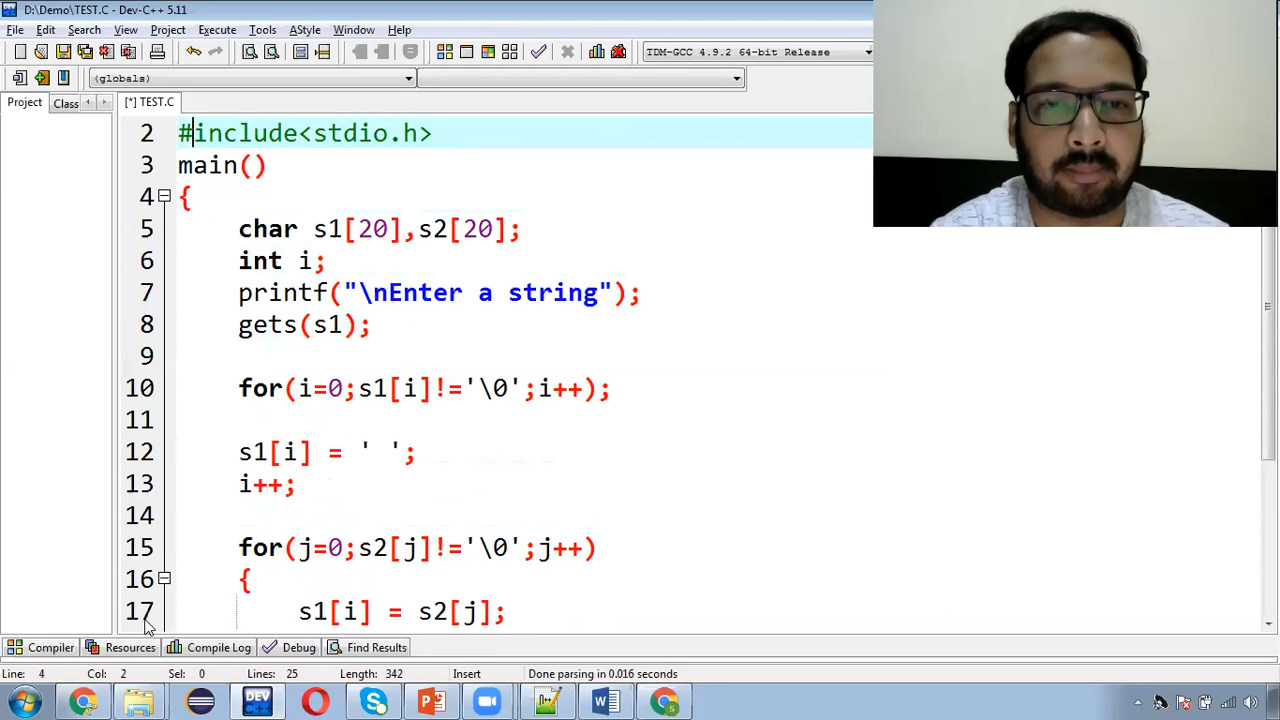 D:\Demo\TEST.C - Dev-C++ 5.11
File Edit Search View Project Execute Tools AStyle Window Help
TDM-GCC 4.9.2 64-bit Release
(globals)
Project Class [*] TEST.C
2 #include<stdio.h>
3 main()
4 {
5 char s1[20],s2[20];
6 int i;
7 printf("\nEnter a string");
8 gets(s1);
9
10 for(i=0;s1[i]!='\0';i++);
11
12 s1[i] = ' ';
13 i++;
14
15 for(j=0;s2[j]!='\0';j++)
16 {
17 s1[i] = s2[j];
Compiler Resources Compile Log Debug Find Results
Line: 4 Col: 2 Sel: 0 Lines: 25 Length: 342 Insert Done parsing in 0.016 seconds
DEV